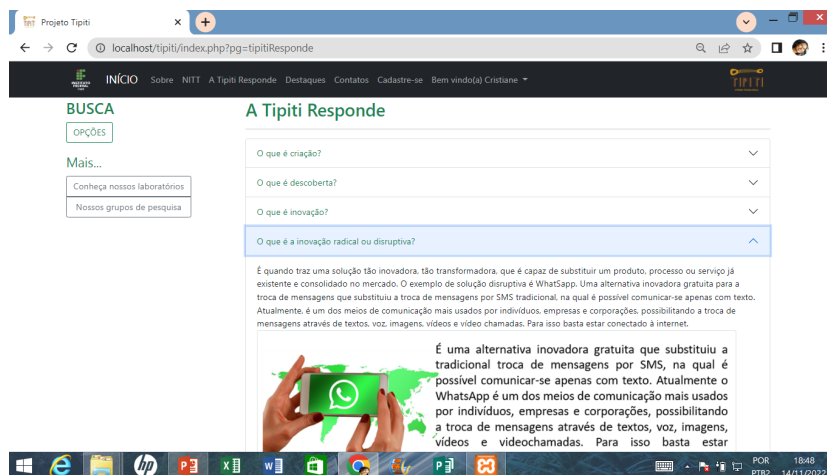 Projeto Tipiti
localhost/tipiti/index.php?pg=tipitiResponde
INSTITUTO
FEDERAL
INÍCIO Sobre NITT A Tipiti Responde Destaques Contatos Cadastre-se Bem vindo(a) Cristiane
TIPITI
BUSCA
OPÇÕES
Mais...
Conheça nossos laboratórios
Nossos grupos de pesquisa
A Tipiti Responde
O que é criação?
O que é descoberta?
O que é inovação?
O que é a inovação radical ou disruptiva?
É quando traz uma solução tão inovadora, tão transformadora, que é capaz de substituir um produto, processo ou serviço já
existente e consolidado no mercado. O exemplo de solução disruptiva é WhatSapp. Uma alternativa inovadora gratuita para a
troca de mensagens que substituiu a troca de mensagens por SMS tradicional, na qual é possível comunicar-se apenas com texto.
Atualmente, é um dos meios de comunicação mais usados por indivíduos, empresas e corporações, possibilitando a troca de
mensagens através de textos, voz, imagens, vídeos e vídeo chamadas. Para isso basta estar conectado à internet.
É uma alternativa inovadora gratuita que substituiu a
tradicional troca de mensagens por SMS, na qual é
possível comunicar-se apenas com texto. Atualmente o
WhatsApp é um dos meios de comunicação mais usados
por indivíduos, empresas e corporações, possibilitando
a troca de mensagens através de textos, voz, imagens,
vídeos e videochamadas. Para isso basta estar
POR 18:48
PTB2 14/11/2022